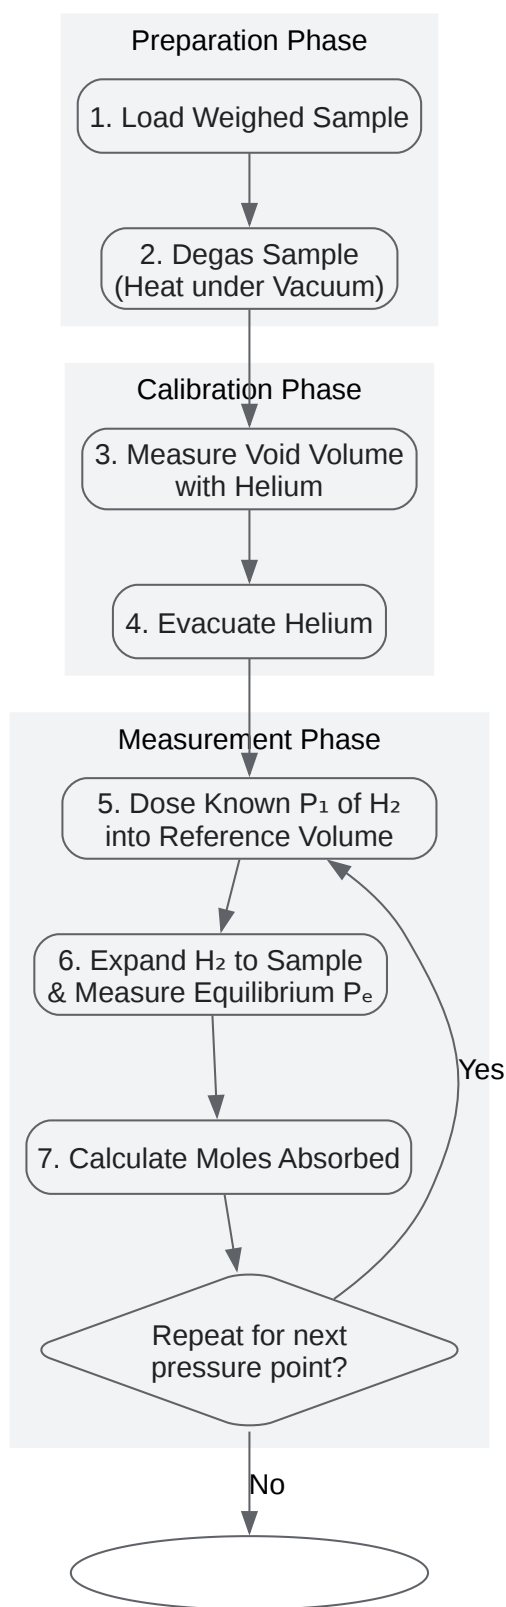 Preparation Phase
1. Load Weighed Sample
2. Degas Sample
(Heat under Vacuum)
Calibration Phase
3. Measure Void Volume
with Helium
4. Evacuate Helium
Measurement Phase
5. Dose Known P₁ of H₂
into Reference Volume
6. Expand H₂ to Sample
& Measure Equilibrium Pₑ
Yes
7. Calculate Moles Absorbed
Repeat for next
pressure point?
No